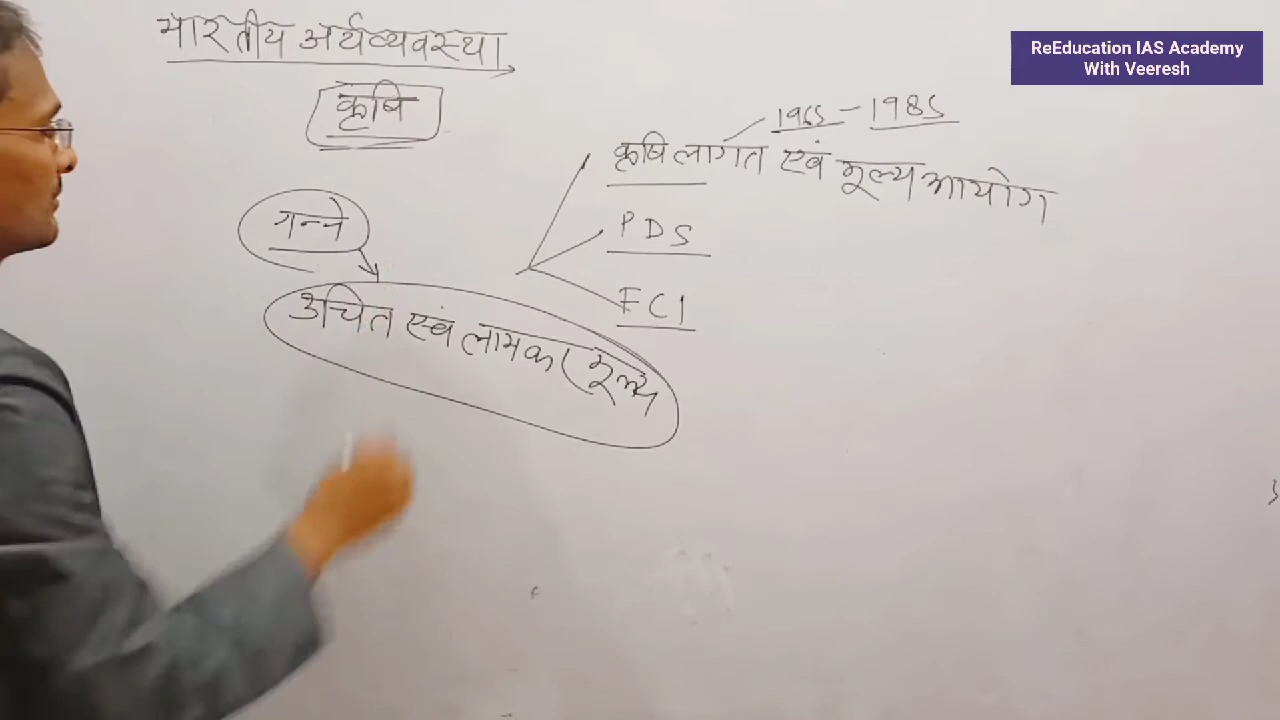 भारतीय अर्थव्यवस्था
ReEducation IAS Academy
With Veeresh
कृषि
1965 - 1985
कृषि लागत एवं मूल्य आयोग
गन्ने
PDS
FCI
उचित एवं लाभकर मूल्य